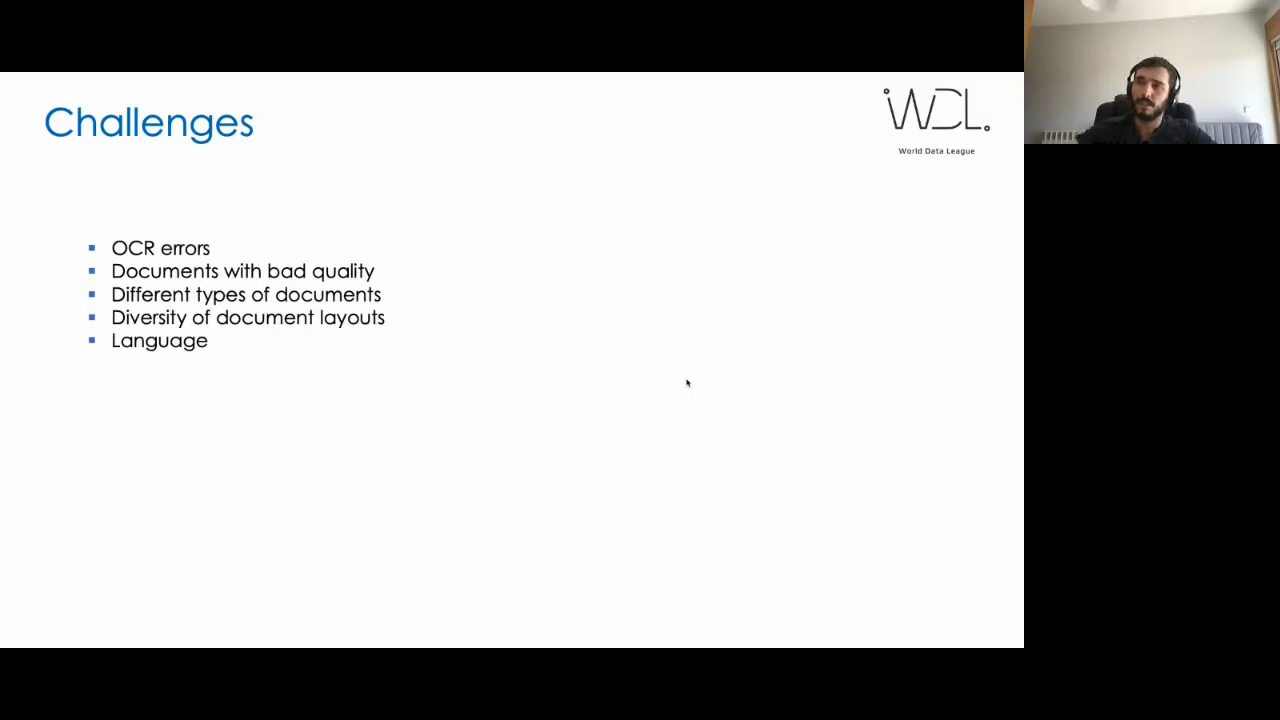 Challenges
WDL.
World Data League
OCR errors
Documents with bad quality
Different types of documents
Diversity of document layouts
Language